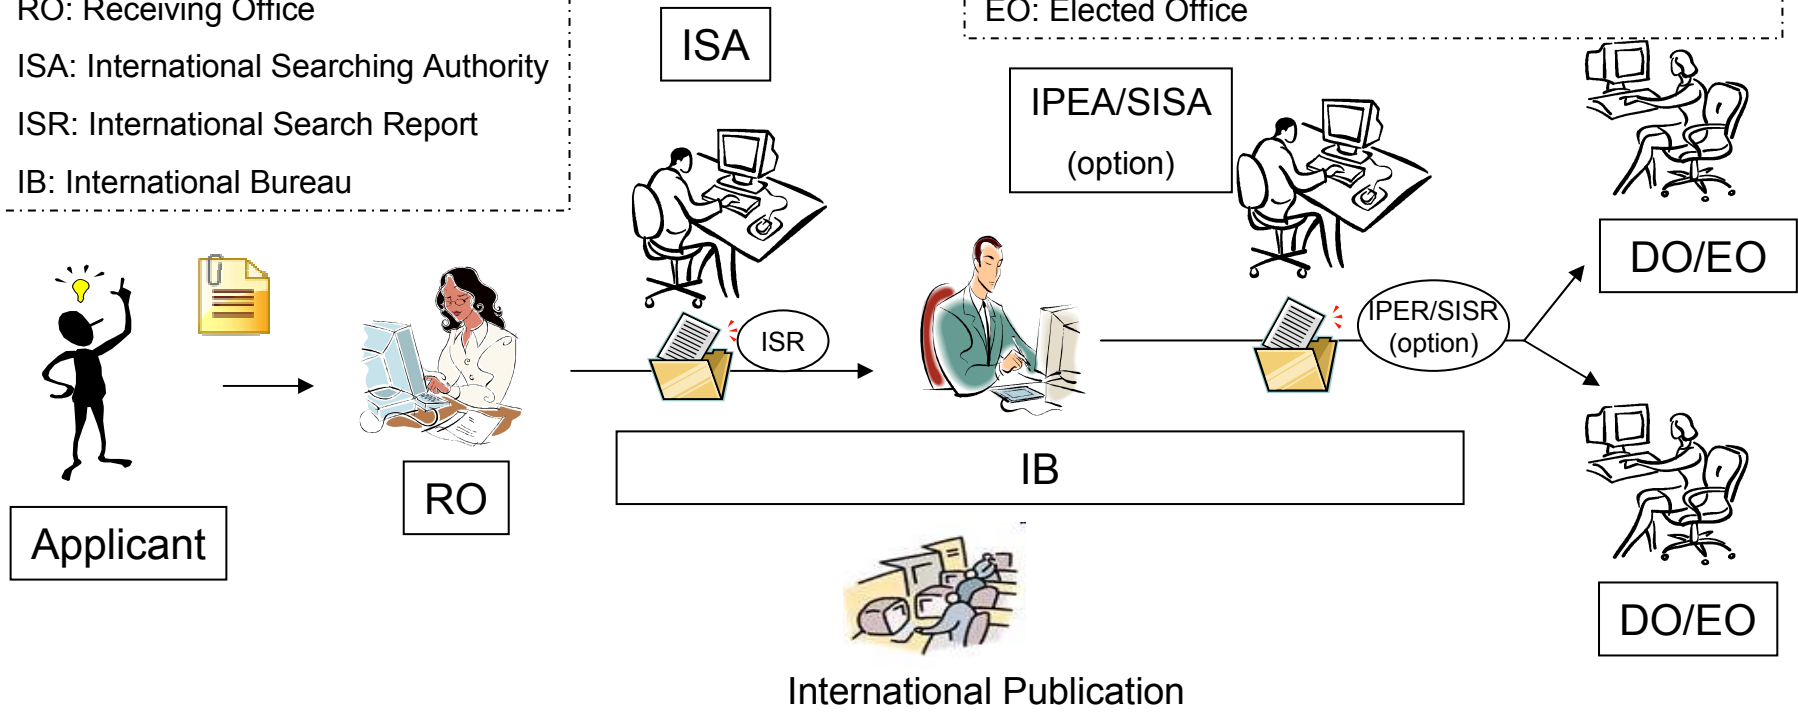 RO: Receiving Office
ISA: International Searching Authority
ISR: International Search Report
IB: International Bureau
EO: Elected Office
ISA
IPEA/SISA
(option)
DO/EO
ISR
IPER/SISR
(option)
IB
RO
Applicant
DO/EO
International Publication